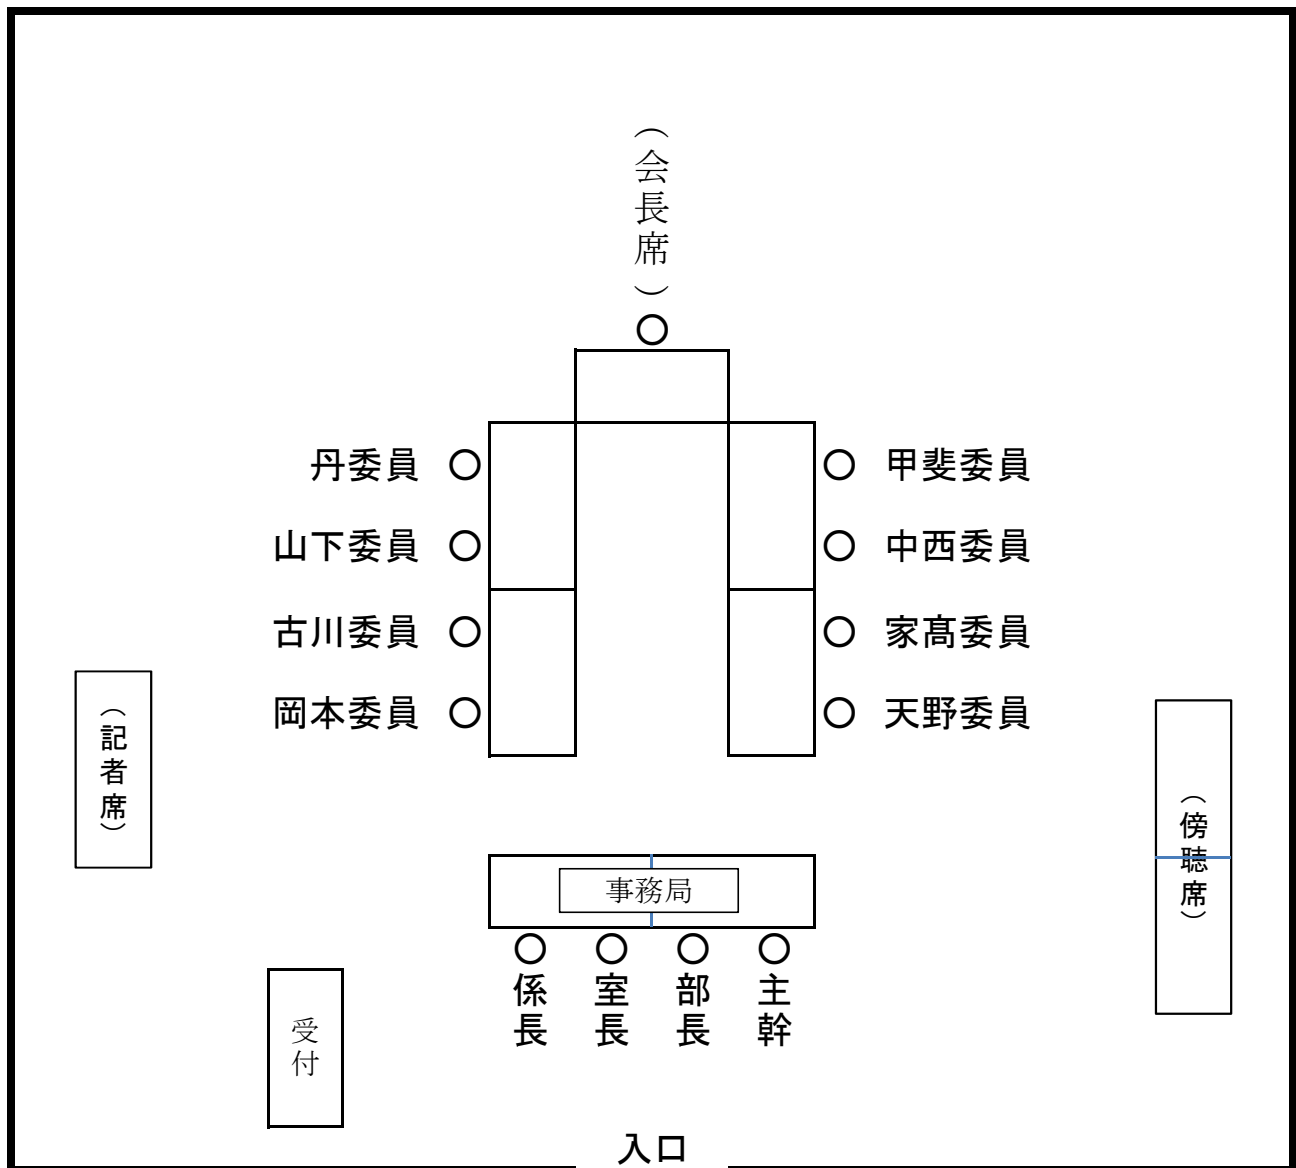 （会長席）
丹委員
甲斐委員
山下委員
中西委員
古川委員
家髙委員
岡本委員
天野委員
（記者席）
（傍聴席）
事務局
係長
室長
部長
主幹
受付
入口